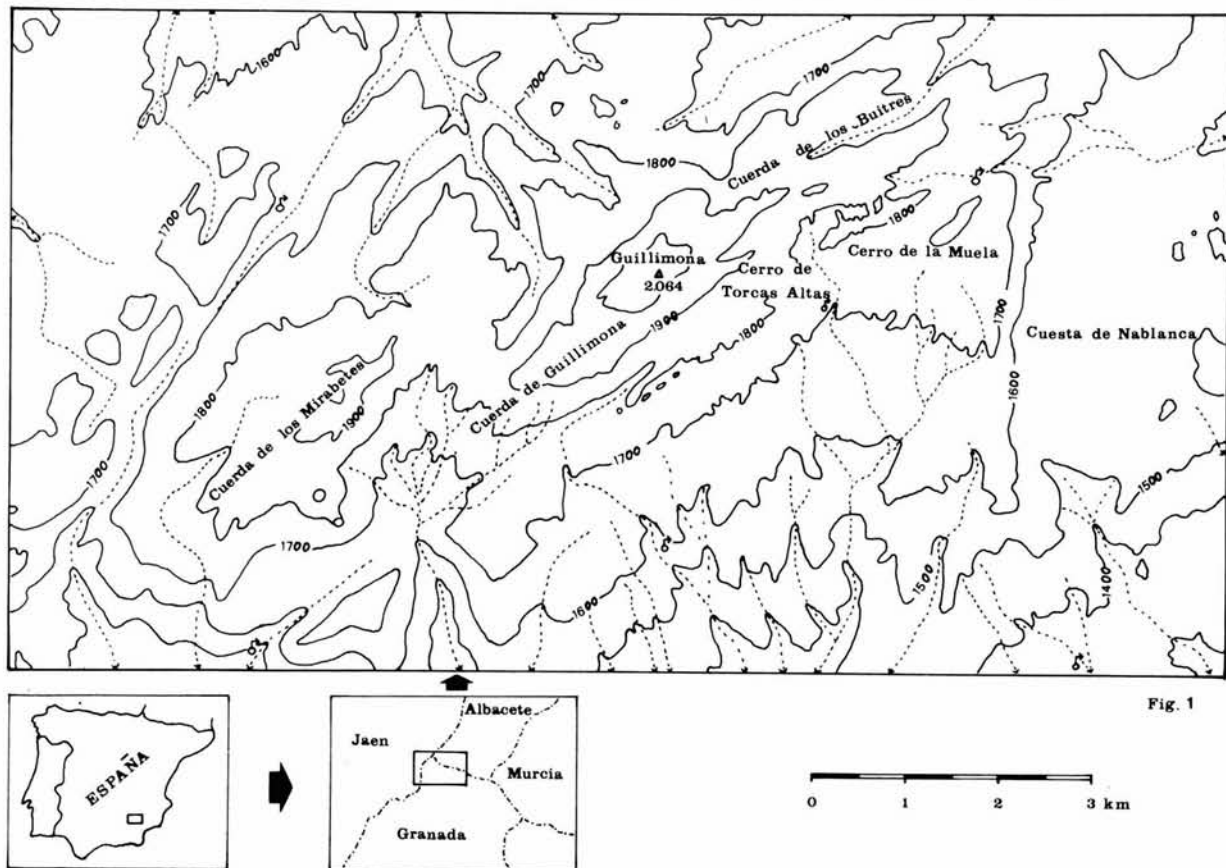 1600
1700
1700
Cuerda de los Buitres
1800
1700
1800
Guillimona
2.064
Cerro de la Muela
Cerro de
Torcas Altas
1700
Cuesta de Nablanca
1900
1800
1600
Cuerda de Guillimona
1800
Cuerda de los Mirabetes
1900
1700
1700
1500
1700
1500
1400
1600
Fig. 1
ESPAÑA
Albacete
Jaen
Murcia
Granada
0 1 2 3 km